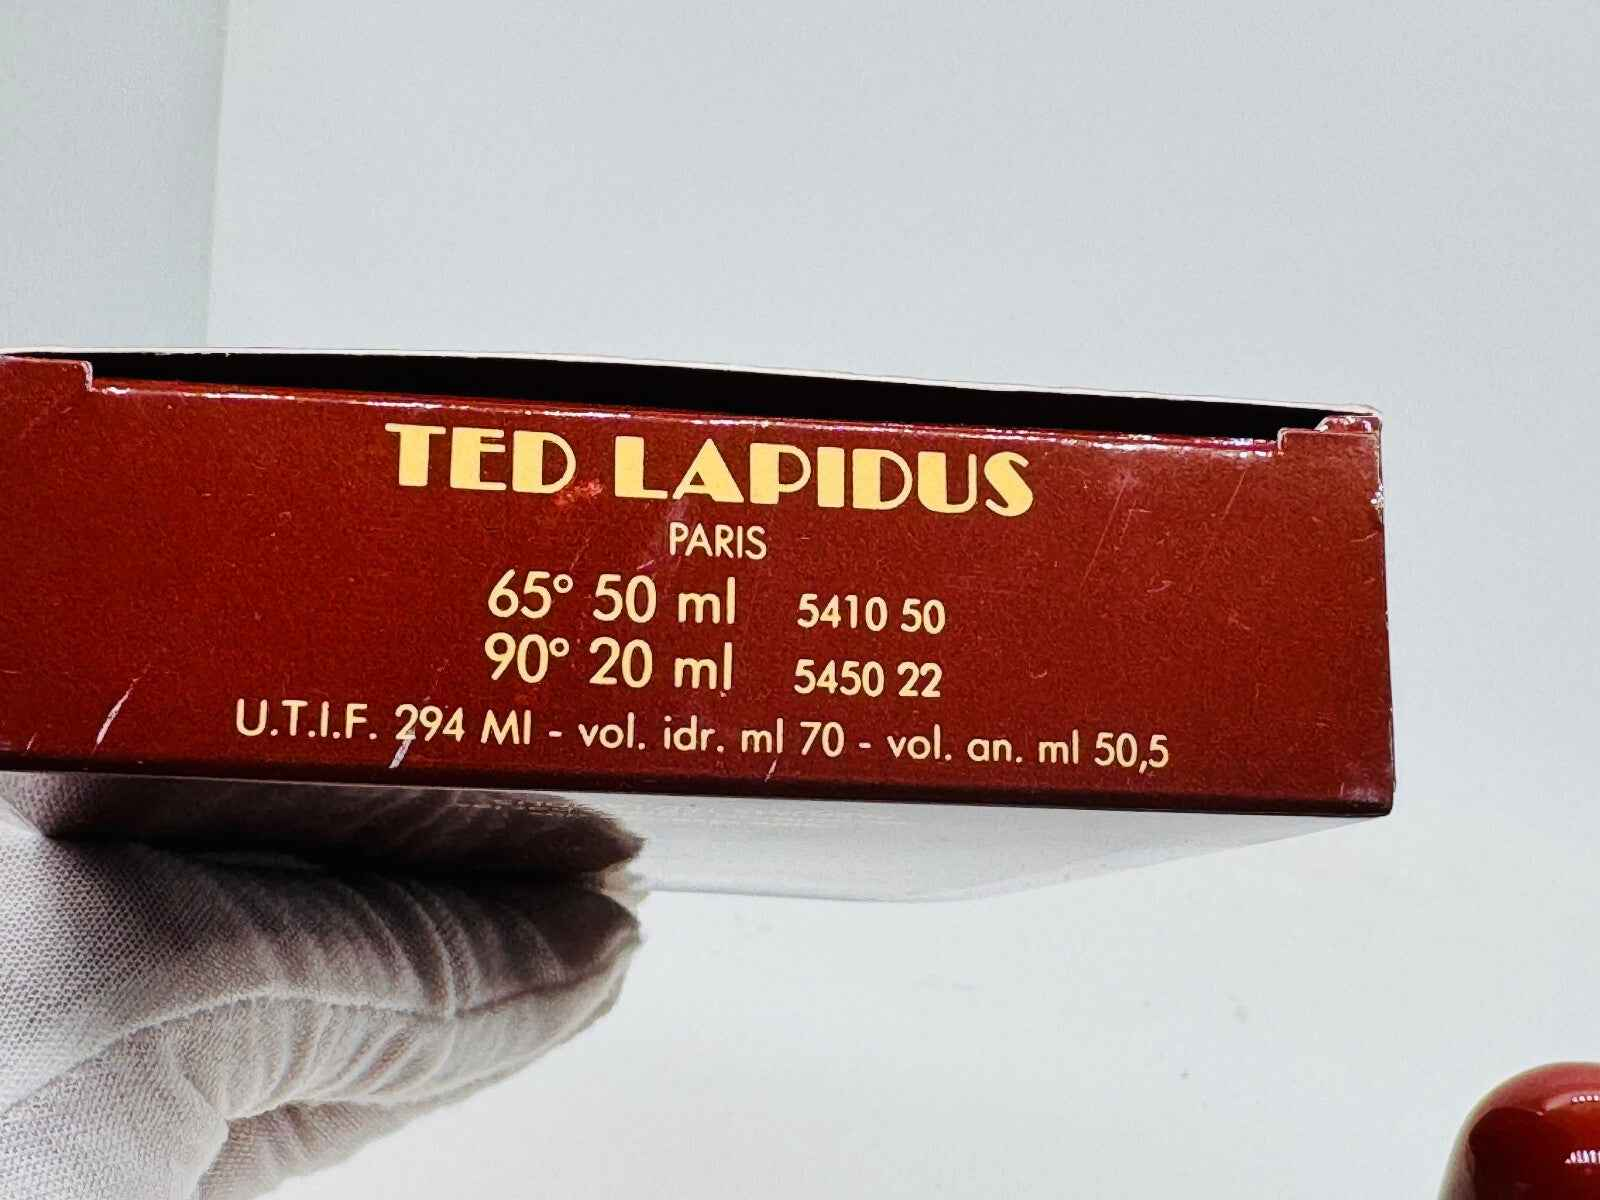 TED LAPIDUS
PARIS
65° 50 ml 5410 50
90° 20 ml 5450 22
U.T.I.F. 294 MI - vol. idr. ml 70 - vol. an. ml 50,5